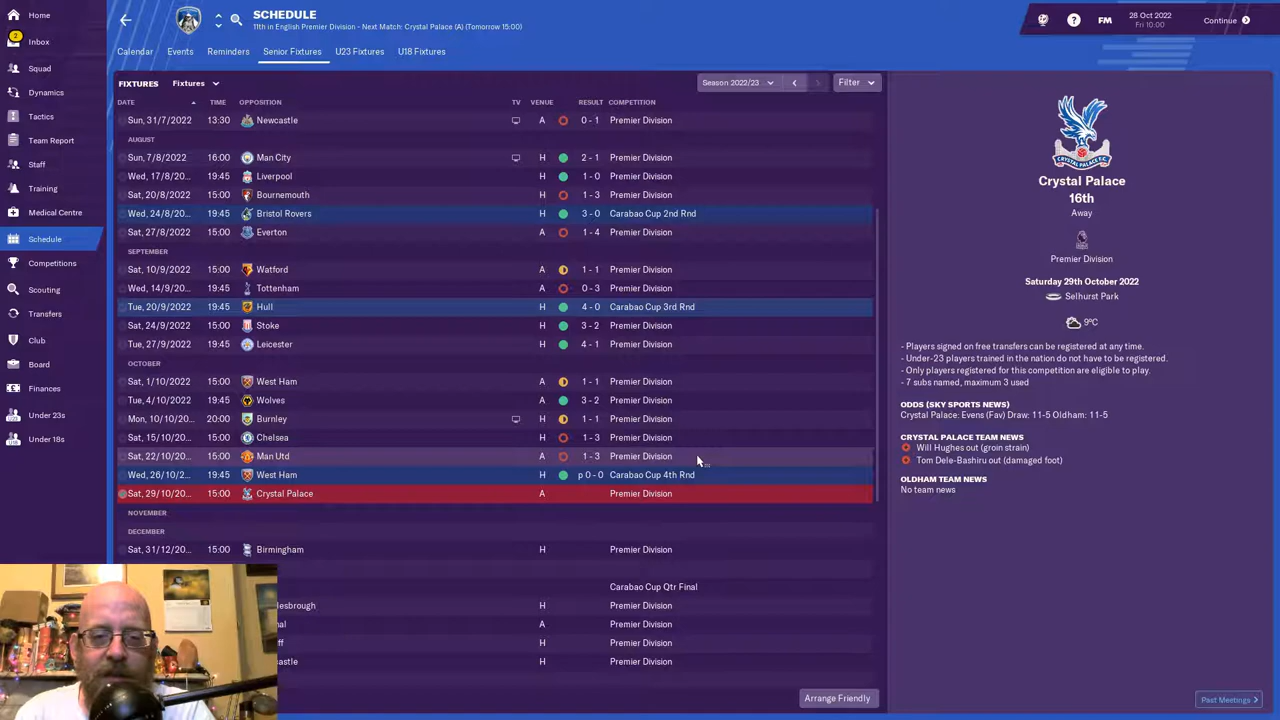 Home
2
Inbox
Squad
Dynamics
Tactics
Team Report
Staff
Training
Medical Centre
Schedule
Competitions
Scouting
Transfers
Club
Board
Finances
Under 23s
Under 18s
SCHEDULE
11th in English Premier Division - Next Match: Crystal Palace (A) (Tomorrow 15:00)
? FM 28 Oct 2022 Fri 10:00 Continue
Calendar Events Reminders Senior Fixtures U23 Fixtures U18 Fixtures
FIXTURES Fixtures Season 2022/23 Filter
DATE TIME OPPOSITION TV VENUE RESULT COMPETITION
Sun, 31/7/2022 13:30 Newcastle A 0 - 1 Premier Division
AUGUST
Sun, 7/8/2022 16:00 Man City H 2 - 1 Premier Division
Wed, 17/8/20... 19:45 Liverpool H 1 - 0 Premier Division
Sat, 20/8/2022 15:00 Bournemouth A 1 - 3 Premier Division
Wed, 24/8/20... 19:45 Bristol Rovers H 3 - 0 Carabao Cup 2nd Rnd
Sat, 27/8/2022 15:00 Everton A 1 - 4 Premier Division
SEPTEMBER
Sat, 10/9/2022 15:00 Watford A 1 - 1 Premier Division
Wed, 14/9/20... 19:45 Tottenham A 0 - 3 Premier Division
Tue, 20/9/2022 19:45 Hull H 4 - 0 Carabao Cup 3rd Rnd
Sat, 24/9/2022 15:00 Stoke H 3 - 2 Premier Division
Tue, 27/9/2022 19:45 Leicester H 4 - 1 Premier Division
OCTOBER
Sat, 1/10/2022 15:00 West Ham A 1 - 1 Premier Division
Tue, 4/10/2022 19:45 Wolves A 3 - 2 Premier Division
Mon, 10/10/20... 20:00 Burnley H 1 - 1 Premier Division
Sat, 15/10/20... 15:00 Chelsea H 1 - 3 Premier Division
Sat, 22/10/20... 15:00 Man Utd A 1 - 3 Premier Division
Wed, 26/10/2... 19:45 West Ham H p 0 - 0 Carabao Cup 4th Rnd
Sat, 29/10/20... 15:00 Crystal Palace A Premier Division
NOVEMBER
DECEMBER
Sat, 31/12/20... 15:00 Birmingham H Premier Division
Carabao Cup Qtr Final
lesbrough H Premier Division
nal A Premier Division
ff H Premier Division
castle H Premier Division
Arrange Friendly
CRYSTAL PALACE F.C.
Crystal Palace
16th
Away
Premier Division
Saturday 29th October 2022
Selhurst Park
9°C
- Players signed on free transfers can be registered at any time.
- Under-23 players trained in the nation do not have to be registered.
- Only players registered for this competition are eligible to play.
- 7 subs named, maximum 3 used
ODDS (SKY SPORTS NEWS)
Crystal Palace: Evens (Fav) Draw: 11-5 Oldham: 11-5
CRYSTAL PALACE TEAM NEWS
Will Hughes out (groin strain)
Tom Dele-Bashiru out (damaged foot)
OLDHAM TEAM NEWS
No team news
Past Meetings